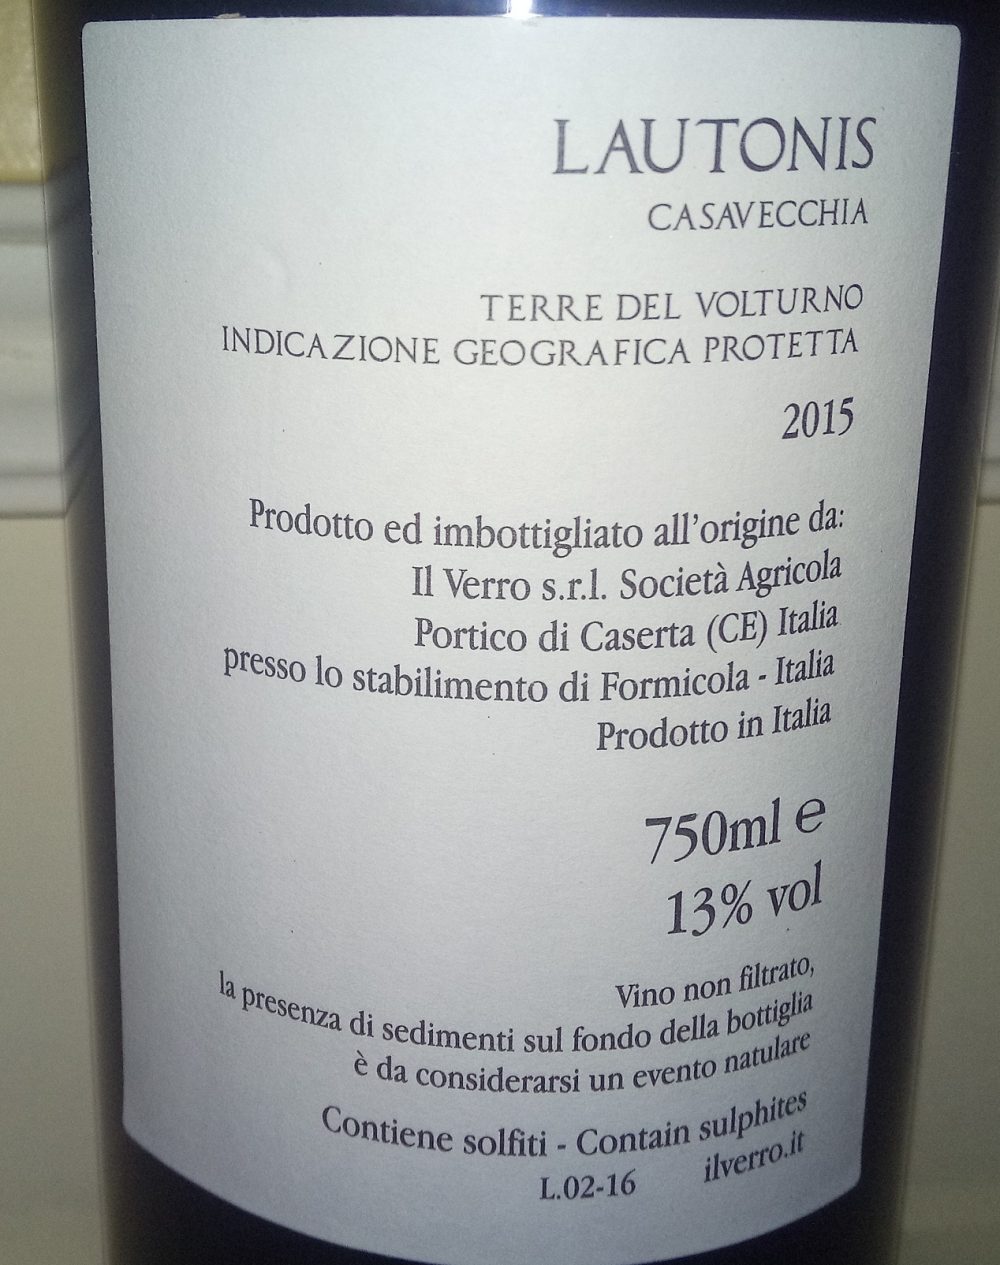 LAUTONIS
CASAVECCHIA
TERRE DEL VOLTURNO
INDICAZIONE GEOGRAFICA PROTETTA
2015
Prodotto ed imbottigliato all'origine da:
Il Verro s.r.l. Società Agricola
Portico di Caserta (CE) Italia
presso lo stabilimento di Formicola - Italia
Prodotto in Italia
750ml e
13% vol
Vino non filtrato,
la presenza di sedimenti sul fondo della bottiglia
è da considerarsi un evento natulare
Contiene solfiti - Contain sulphites
L.02-16 ilverro.it